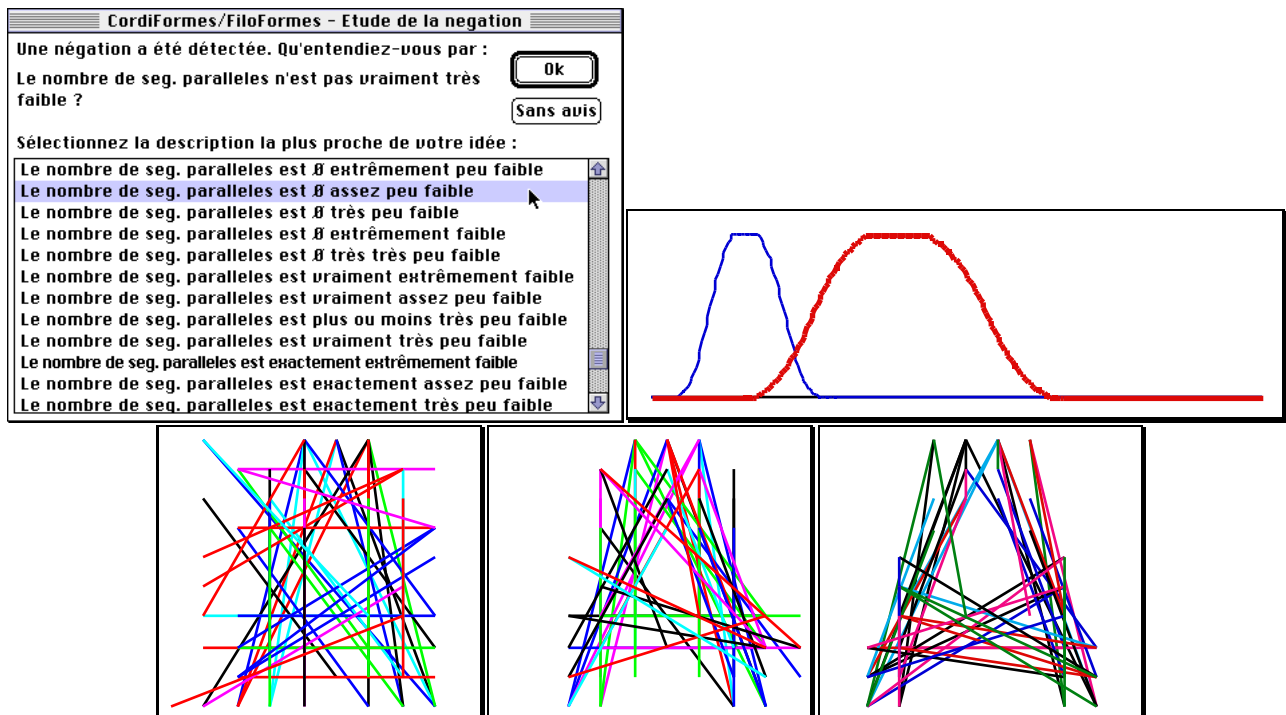 CordiFormes/FiloFormes - Etude de la negation
Une négation a été détectée. Qu'entendiez-vous par :
Le nombre de seg. paralleles n'est pas vraiment très
faible ?
Ok
Sans avis
Sélectionnez la description la plus proche de votre idée :
Le nombre de seg. paralleles est Ø extrêmement peu faible
Le nombre de seg. paralleles est Ø assez peu faible
Le nombre de seg. paralleles est Ø très peu faible
Le nombre de seg. paralleles est Ø extrêmement faible
Le nombre de seg. paralleles est Ø très très peu faible
Le nombre de seg. paralleles est vraiment extrêmement faible
Le nombre de seg. paralleles est vraiment assez peu faible
Le nombre de seg. paralleles est plus ou moins très peu faible
Le nombre de seg. paralleles est vraiment très peu faible
Le nombre de seg. paralleles est exactement extrêmement faible
Le nombre de seg. paralleles est exactement assez peu faible
Le nombre de seg. paralleles est exactement très peu faible